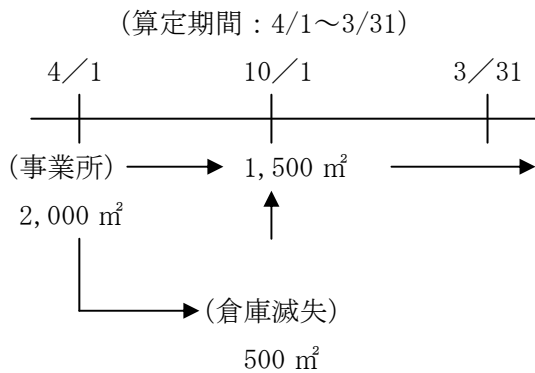 (算定期間:4/1~3/31)
4/1 10/1 3/31
(事業所) 1,500 ㎡
2,000 ㎡
(倉庫滅失)
500 ㎡